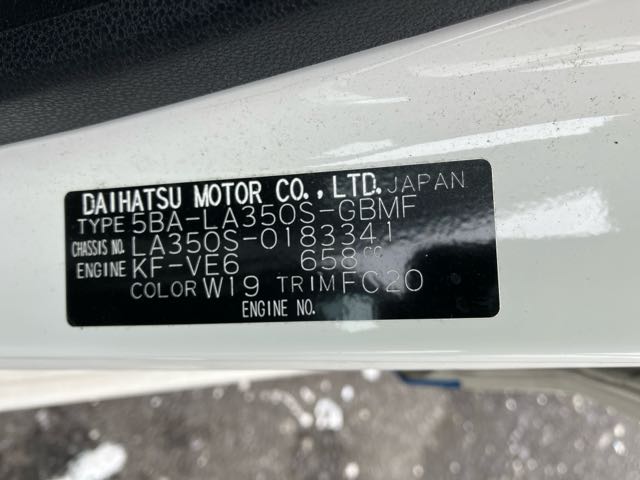 DAIHATSU MOTOR CO., LTD. JAPAN
TYPE 5BA-LA350S-GBMF
CHASSIS NO. LA350S-0183341
ENGINE KF-VE6 658cc
COLOR W19 TRIM FC20
ENGINE NO.